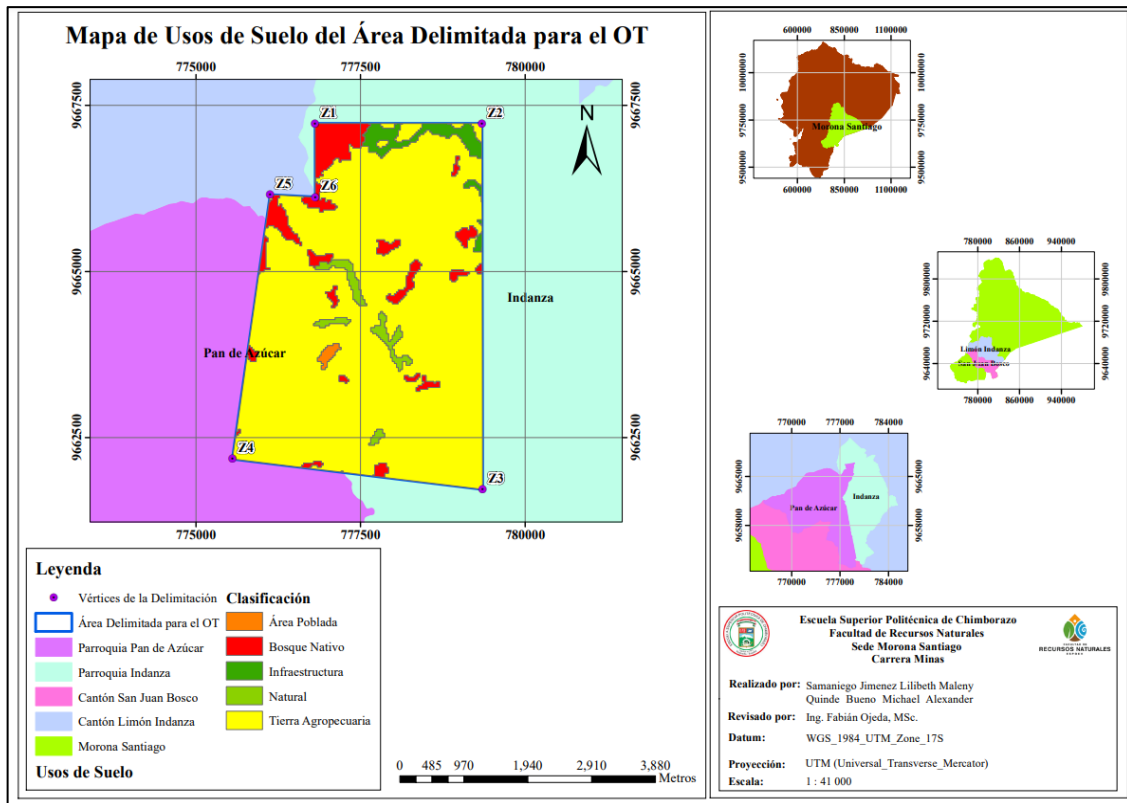 Mapa de Usos de Suelo del Área Delimitada para el OT
775000
777500
780000
9667500
9665000
9662500
9667500
9665000
9662500
775000
777500
780000
Z1
Z2
Z5
Z6
Z4
Z3
N
Indanza
Pan de Azúcar
Leyenda
Vértices de la Delimitación
Área Delimitada para el OT
Parroquia Pan de Azúcar
Parroquia Indanza
Cantón San Juan Bosco
Cantón Limón Indanza
Morona Santiago
Usos de Suelo
Clasificación
Área Poblada
Bosque Nativo
Infraestructura
Natural
Tierra Agropecuaria
0 485 970 1,940 2,910 3,880
Metros
600000 850000 1100000
10000000
9750000
9500000
10000000
9750000
9500000
Morona Santiago
600000 850000 1100000
780000 860000 940000
9800000
9720000
9640000
9800000
9720000
9640000
Limón Indanza
San Juan Bosco
780000 860000 940000
770000 777000 784000
9665000
9658000
9665000
9658000
Indanza
Pan de Azúcar
770000 777000 784000
Escuela Superior Politécnica de Chimborazo
Facultad de Recursos Naturales
Sede Morona Santiago
Carrera Minas
RECURSOS NATURALES
Realizado por: Samaniego Jimenez Lilibeth Maleny
Quinde Bueno Michael Alexander
Revisado por: Ing. Fabián Ojeda, MSc.
Datum: WGS_1984_UTM_Zone_17S
Proyección: UTM (Universal_Transverse_Mercator)
Escala: 1 : 41 000